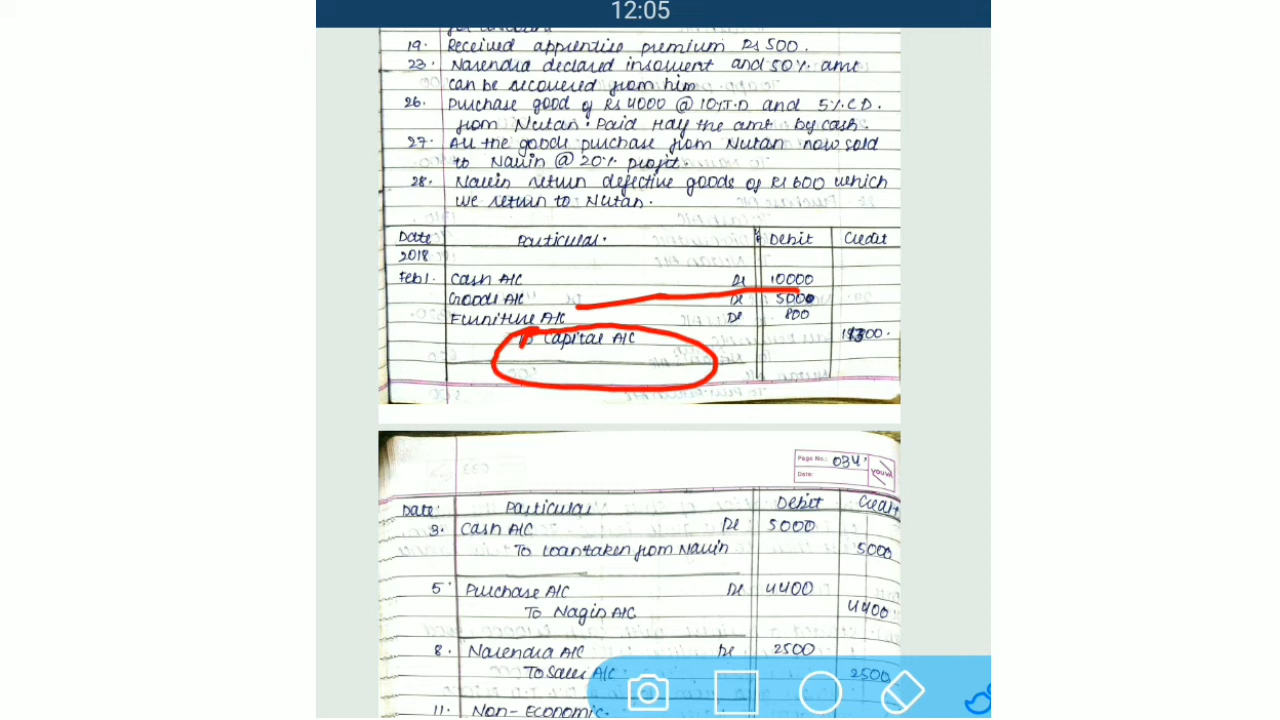 12:05
19. Received apprentise premium Rs 500.
23. Narendra declared insolvent and 50% amt
can be recovered from him
26. Purchase good of Rs 4000 @ 10% T.D and 5% C.D.
from Nutan. Paid Half the amt by cash.
27. All the goods purchase from Nutan now sold
to Navin @ 20% profit.
28. Navin return defective goods of Rs 600 which
we return to Nutan.
Date Particular. Debit Credit
2018
Feb 1. Cash A/C Dr 10000
Goods A/C Dr 5000
Furniture A/C Dr 800
To Capital A/C
Page No.: 034.
Date: YOUVA
Date: Particular Debit Credit
3. Cash A/C Dr 5000
To Loan taken from Navin 5000
5. Purchase A/C Dr 4400
To Nagin A/C 4400
8. Narendra A/C Dr 2500
To Sales A/C 2500
11. Non-Economic.